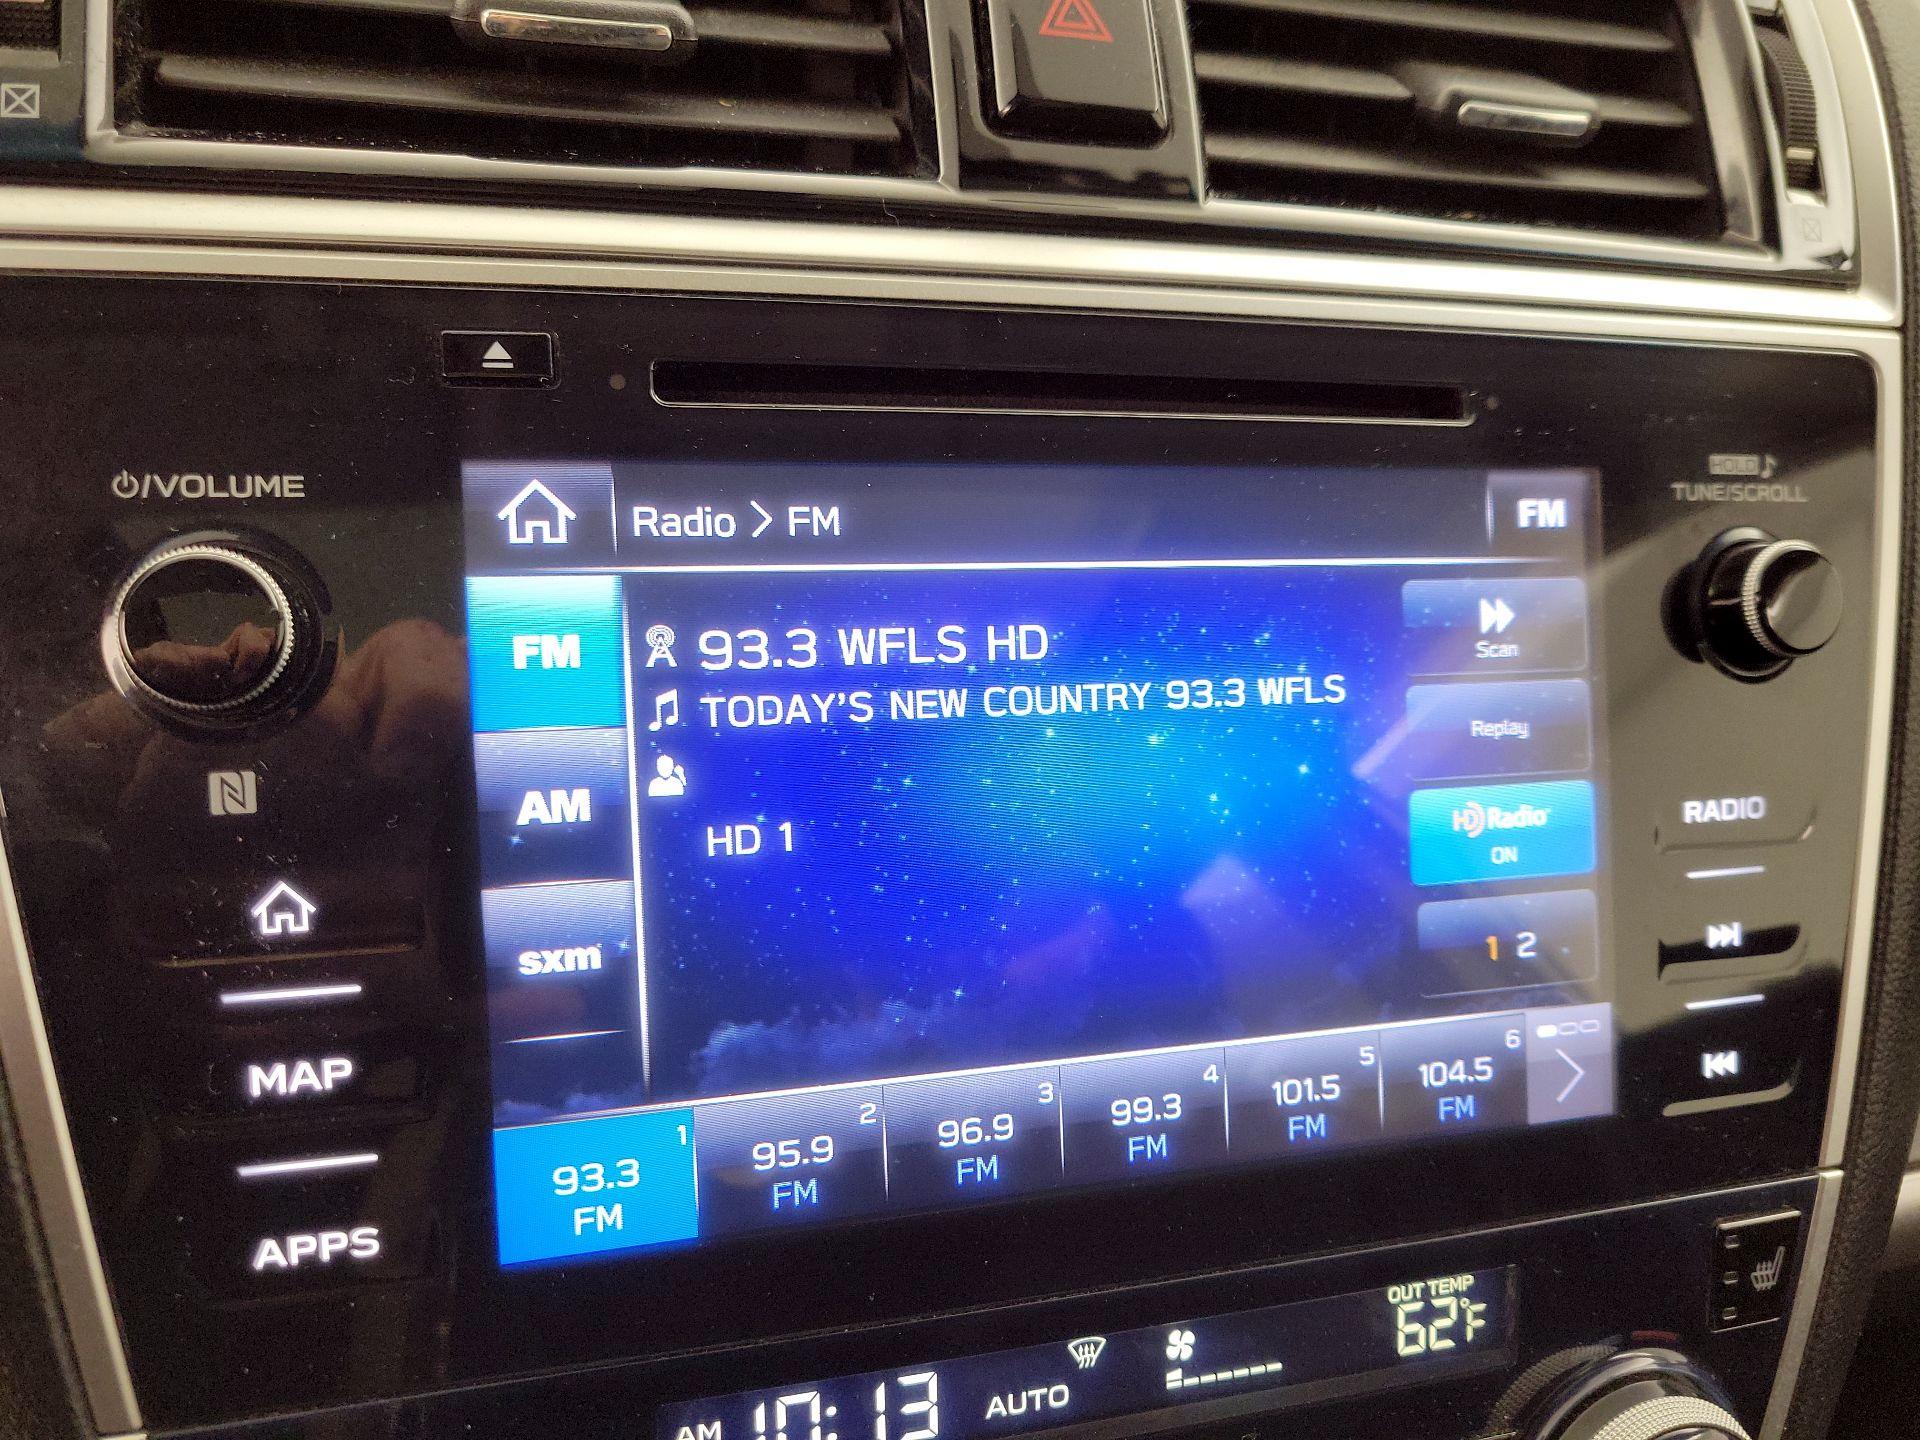 ⏻/VOLUME
HOLD
TUNE/SCROLL
Radio > FM
FM
FM
93.3 WFLS HD
Scan
TODAY'S NEW COUNTRY 93.3 WFLS
Replay
AM
HD 1
HD Radio
ON
RADIO
sxm
1 2
MAP
1
93.3
FM
2
95.9
FM
3
96.9
FM
4
99.3
FM
5
101.5
FM
6
104.5
FM
APPS
OUT TEMP
62°F
AM 10:13
AUTO